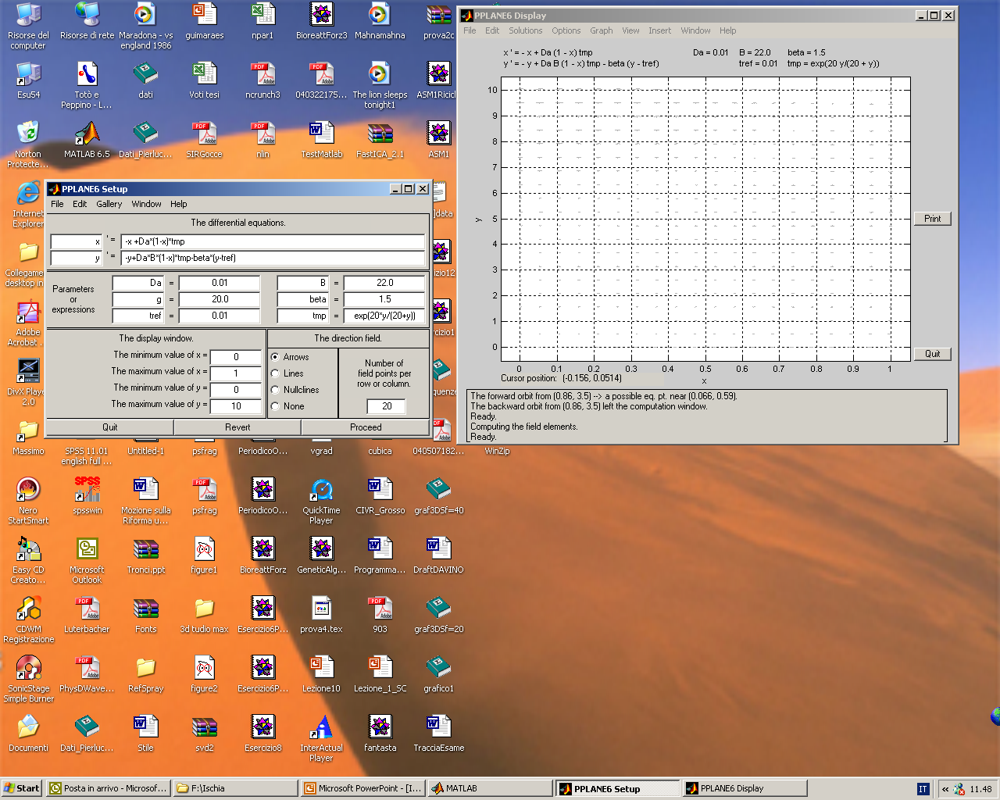 Risorse del computer
Risorse di rete
Maradona - vs england 1986
guimaraes
npar1
BioreattForz3
Mahnamahna
prova2c
Esu54
Totò e Peppino - L...
dati
Voti tesi
ncrunch3
040322175...
The lion sleeps tonight1
ASM1Ricicl
Norton Protecte...
MATLAB 6.5
Dati_Pierluc...
SIRGocce
nlin
TestMatlab
FastICA_2.1
ASM1
PPLANE6 Display
File Edit Solutions Options Graph View Insert Window Help
x ' = - x + Da (1 - x) tmp
y ' = - y + Da B (1 - x) tmp - beta (y - tref)
Da = 0.01 B = 22.0 beta = 1.5
tref = 0.01 tmp = exp(20 y/(20 + y))
10
9
8
7
6
5
4
3
2
1
0
y
0 0.1 0.2 0.3 0.4 0.5 0.6 0.7 0.8 0.9 1
x
Cursor position: (-0.156, 0.0514)
Print
Quit
The forward orbit from (0.86, 3.5) --> a possible eq. pt. near (0.066, 0.59).
The backward orbit from (0.86, 3.5) left the computation window.
Ready.
Computing the field elements.
Ready.
PPLANE6 Setup
File Edit Gallery Window Help
The differential equations.
x ' = -x +Da*(1-x)*tmp
y ' = -y+Da*B*(1-x)*tmp-beta*(y-tref)
Parameters or expressions
Da = 0.01 B = 22.0
g = 20.0 beta = 1.5
tref = 0.01 tmp = exp(20*y/(20+y))
The display window.
The minimum value of x = 0
The maximum value of x = 1
The minimum value of y = 0
The maximum value of y = 10
The direction field.
Arrows
Lines
Nullclines
None
Number of field points per row or column.
20
Quit Revert Proceed
Internet Explorer
]data
Collegame desktop in
izio12
Adobe Acrobat ...
cizio1
DivX Playe 2.0
quenze
Massimo
SPSS 11.01 english full ...
Untitled-1
psfrag
PeriodicoO...
vgrad
cubica
040507182...
WinZip
Nero StartSmart
spsswin
Mozione sulla Riforma u...
psfrag
PeriodicoO...
QuickTime Player
CIVR_Grosso
graf3DSf=40
Easy CD Creato...
Microsoft Outlook
Tronci.ppt
figure1
BioreattForz
GeneticAlg...
Programma...
DraftDAVINO
CDWM Registrazione
Luterbacher
Fonts
3d tudio max
Esercizio6P...
prova4.tex
903
graf3DSf=20
SonicStage Simple Burner
PhysDWave...
RefSpray
figure2
Esercizio6P...
Lezione10
Lezione_1_SC
grafico1
Documenti
Dati_Pierluc...
Stile
svd2
Esercizio8
InterActual Player
fantasta
TracciaEsame
Start
Posta in arrivo - Microsof...
F:\Ischia
Microsoft PowerPoint - [I...
MATLAB
PPLANE6 Setup
PPLANE6 Display
IT
11.48